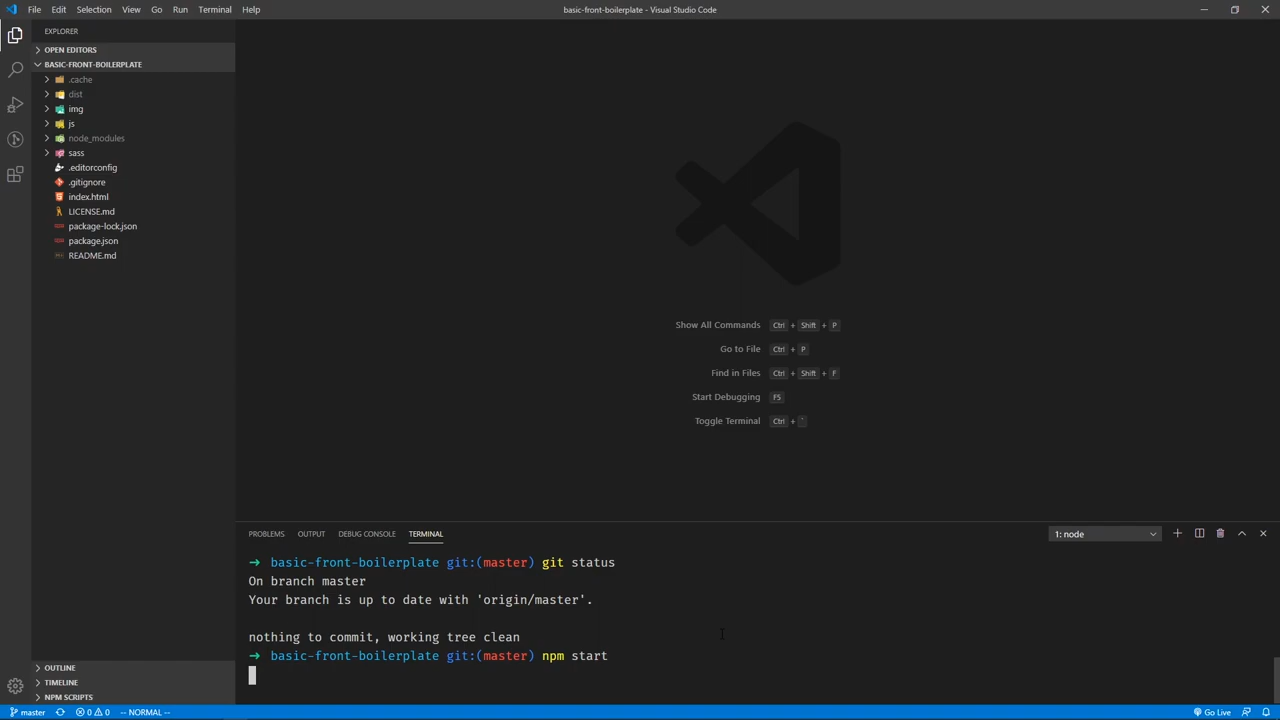 File Edit Selection View Go Run Terminal Help
basic-front-boilerplate - Visual Studio Code
EXPLORER
OPEN EDITORS
BASIC-FRONT-BOILERPLATE
.cache
dist
img
js
node_modules
sass
.editorconfig
.gitignore
index.html
LICENSE.md
package-lock.json
package.json
README.md
OUTLINE
TIMELINE
NPM SCRIPTS
Show All Commands Ctrl + Shift + P
Go to File Ctrl + P
Find in Files Ctrl + Shift + F
Start Debugging F5
Toggle Terminal Ctrl + `
PROBLEMS OUTPUT DEBUG CONSOLE TERMINAL
1: node
➜ basic-front-boilerplate git:(master) git status
On branch master
Your branch is up to date with 'origin/master'.
nothing to commit, working tree clean
➜ basic-front-boilerplate git:(master) npm start
master 0 0 -- NORMAL -- Go Live